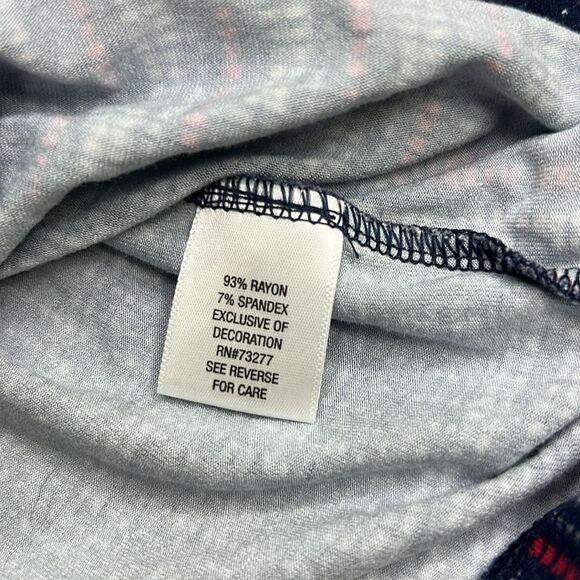 93% RAYON
7% SPANDEX
EXCLUSIVE OF
DECORATION
RN#73277
SEE REVERSE
FOR CARE